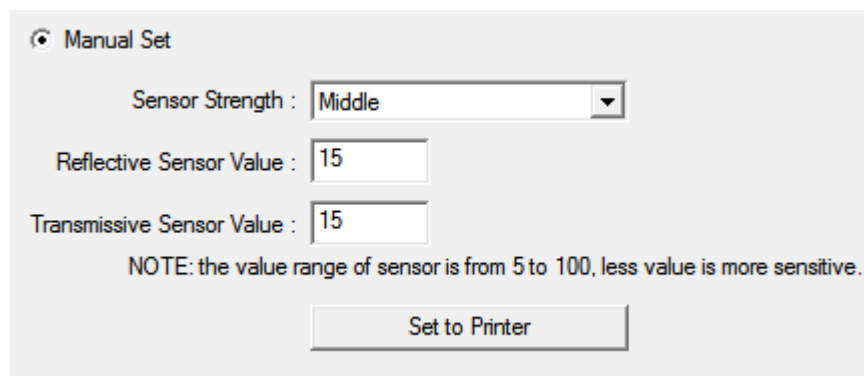 Manual Set
Sensor Strength : Middle
Reflective Sensor Value : 15
Transmissive Sensor Value : 15
NOTE: the value range of sensor is from 5 to 100, less value is more sensitive.
Set to Printer